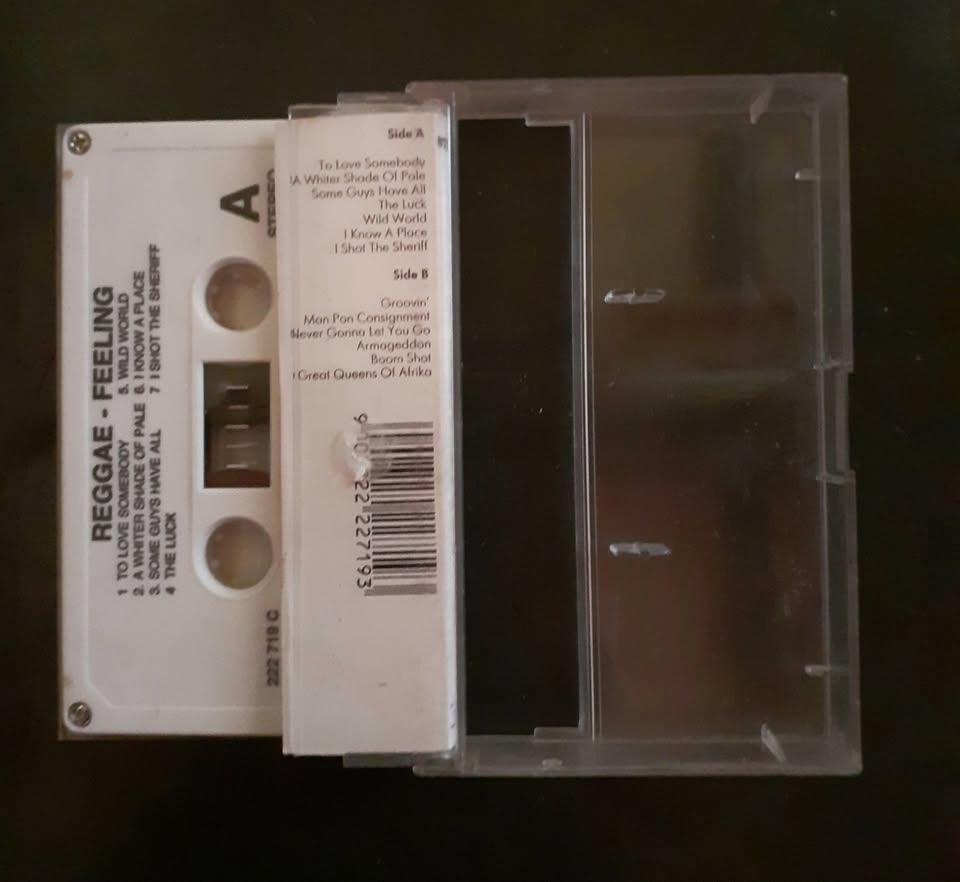 REGGAE - FEELING
1 TO LOVE SOMEBODY 5. WILD WORLD
2. A WHITER SHADE OF PALE 6. I KNOW A PLACE
3. SOME GUYS HAVE ALL 7 I SHOT THE SHERIFF
4 THE LUCK
A
STEREO
222 719 C
Side A
To Love Somebody
A Whiter Shade Of Pale
Some Guys Have All
The Luck
Wild World
I Know A Place
I Shot The Sheriff
Side B
Groovin'
Man Pon Consignment
Never Gonna Let You Go
Armageddon
Boom Shot
Great Queens Of Afrika
22 227193